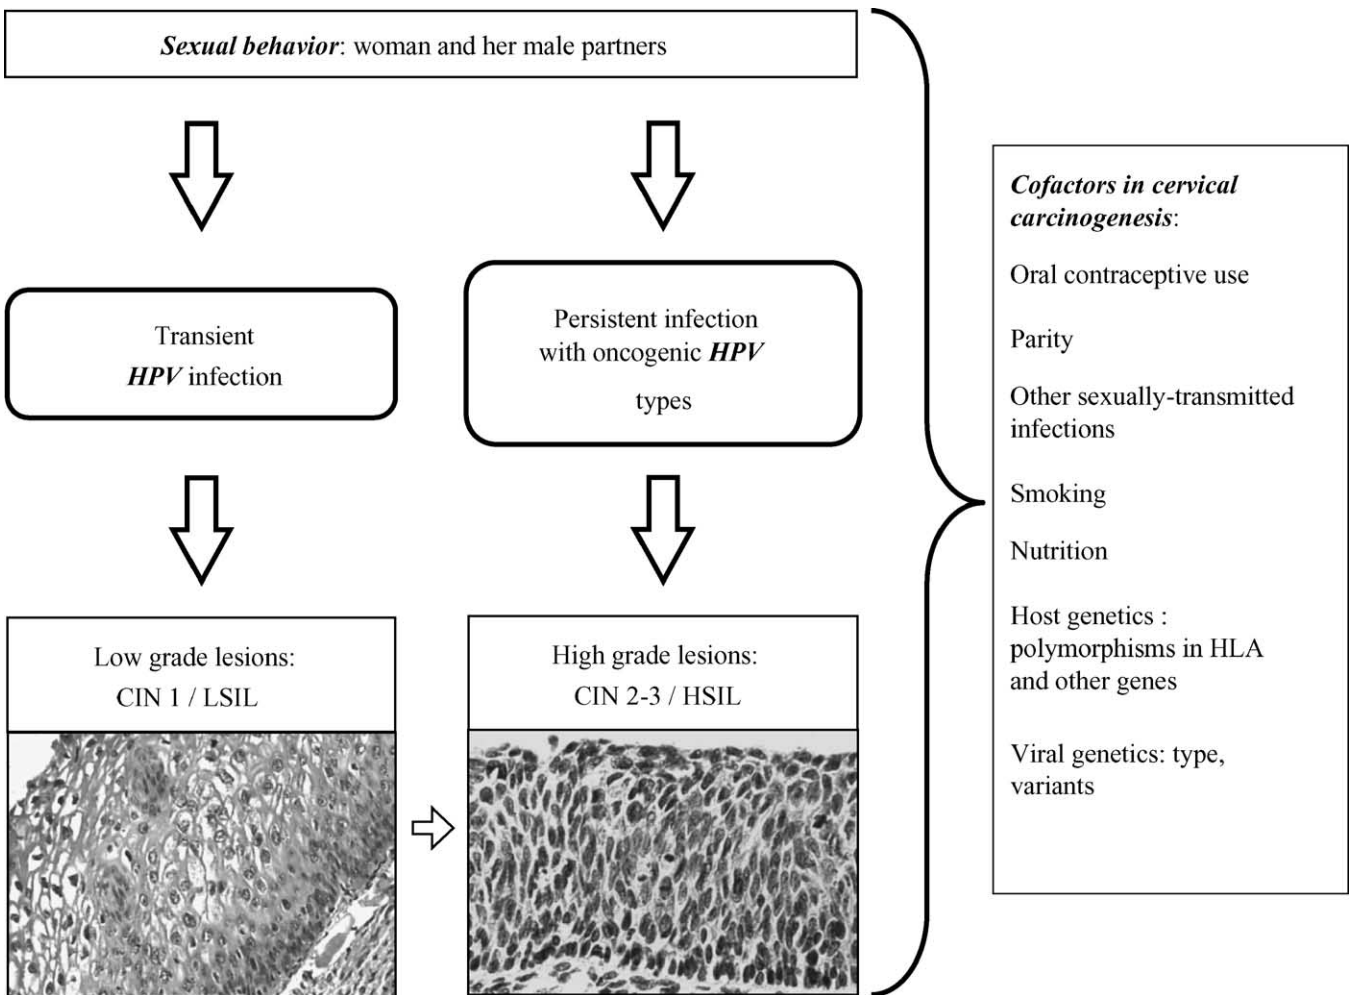 Sexual behavior: woman and her male partners
Transient
HPV infection
Persistent infection
with oncogenic HPV
types
Low grade lesions:
CIN 1 / LSIL
High grade lesions:
CIN 2-3 / HSIL
Cofactors in cervical
carcinogenesis:
Oral contraceptive use
Parity
Other sexually-transmitted
infections
Smoking
Nutrition
Host genetics :
polymorphisms in HLA
and other genes
Viral genetics: type,
variants